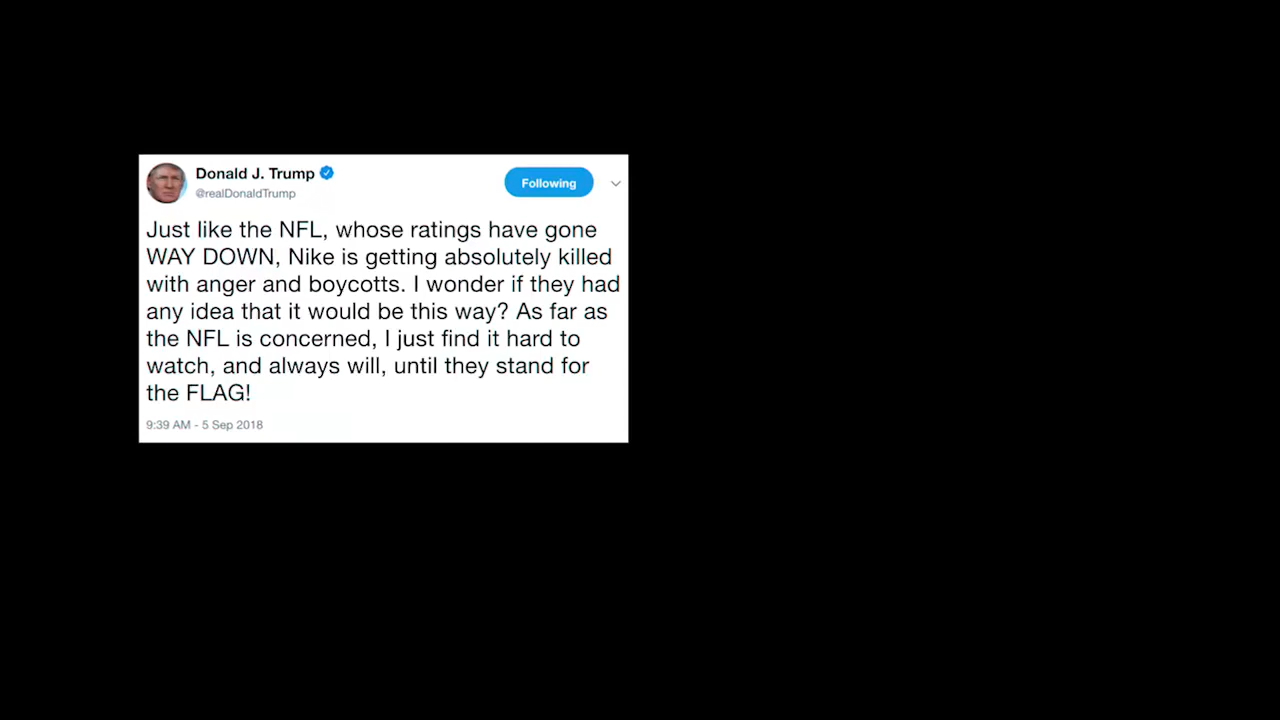 Donald J. Trump
Following
@realDonaldTrump
Just like the NFL, whose ratings have gone
WAY DOWN, Nike is getting absolutely killed
with anger and boycotts. I wonder if they had
any idea that it would be this way? As far as
the NFL is concerned, I just find it hard to
watch, and always will, until they stand for
the FLAG!
9:39 AM - 5 Sep 2018